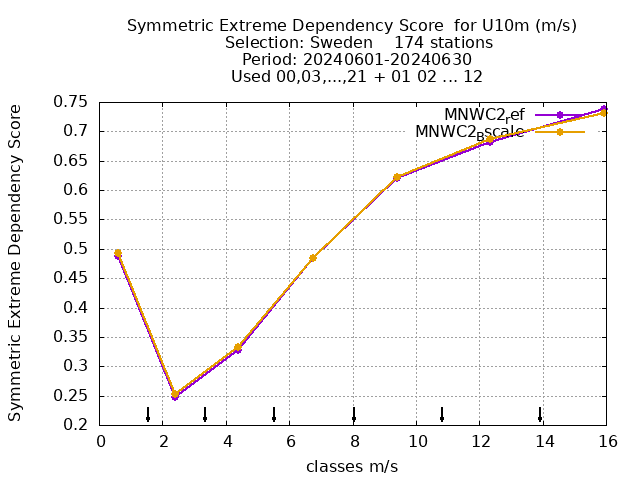 Symmetric Extreme Dependency Score  for U10m (m/s)
Selection: Sweden    174 stations
Period: 20240601-20240630
Used 00,03,...,21 + 01 02 ... 12
Symmetric Extreme Dependency Score
0.75
0.7
0.65
0.6
0.55
0.5
0.45
0.4
0.35
0.3
0.25
0.2
MNWC2_ref
MNWC2_Bscale
0 2 4 6 8 10 12 14 16
classes m/s